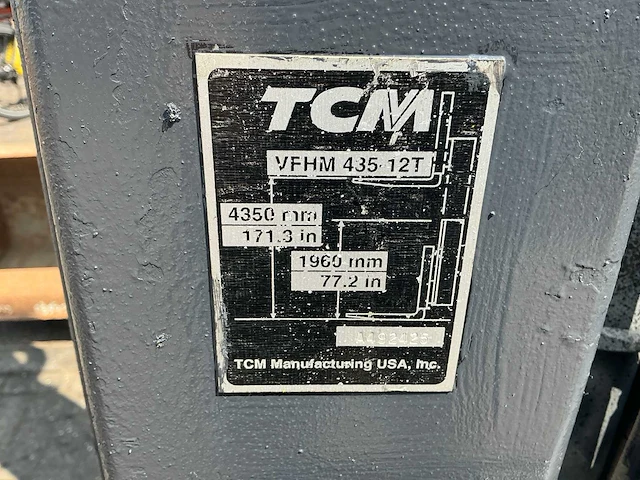 TCM
VFHM 435-12T
4350 mm
171.3 in
1960 mm
77.2 in
TCM Manufacturing USA, Inc.